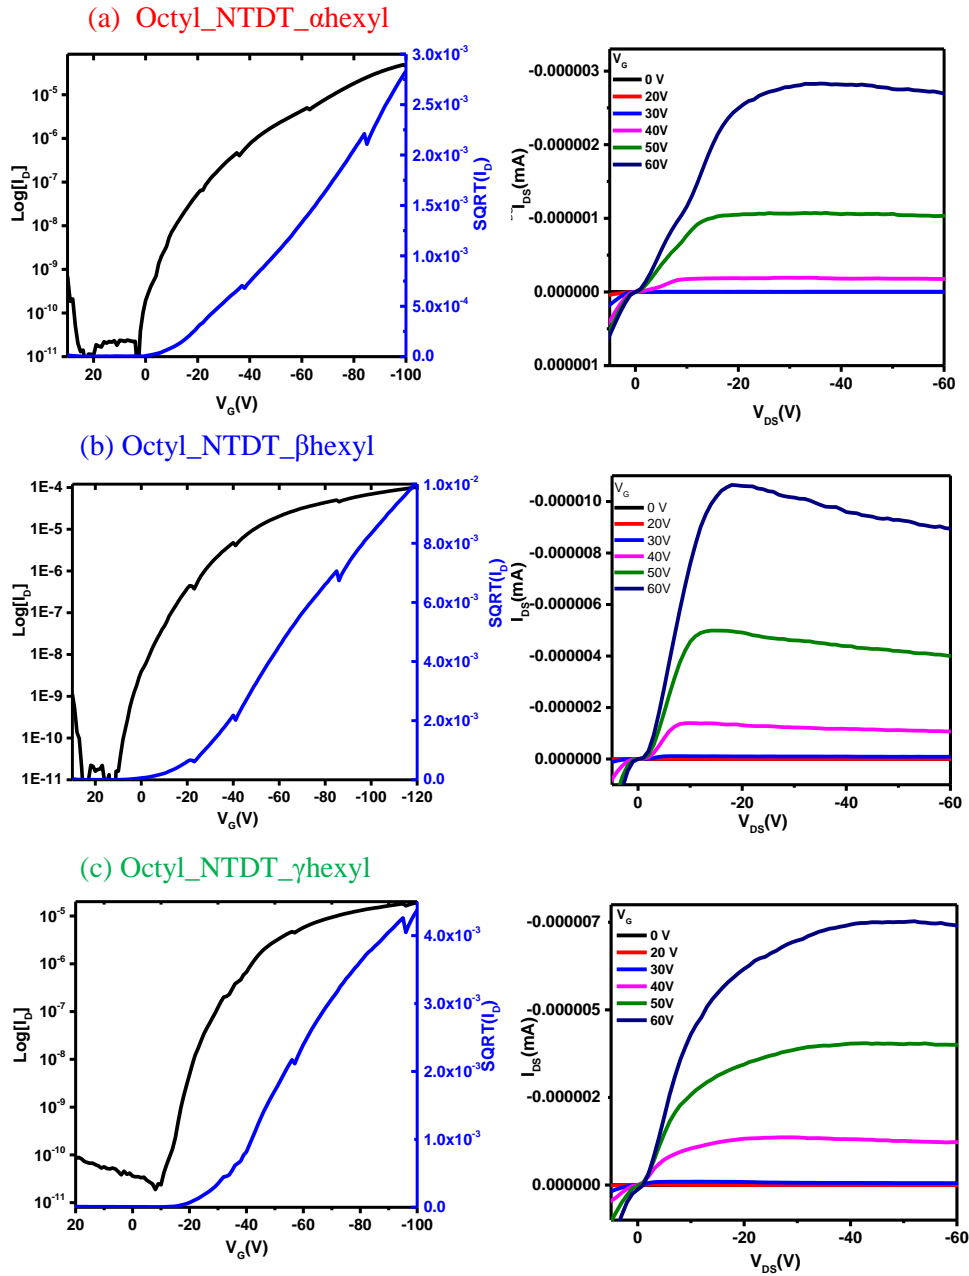 (a) Octyl_NTDT_αhexyl
Log[I_D]
10^-5
10^-6
10^-7
10^-8
10^-9
10^-10
10^-11
20 0 -20 -40 -60 -80 -100
V_G(V)
3.0x10^-3
2.5x10^-3
2.0x10^-3
1.5x10^-3
1.0x10^-3
5.0x10^-4
0.0
SQRT(I_D)
I_DS(mA)
-0.000003
-0.000002
-0.000001
0.000000
0.000001
V_G
0 V
20V
30V
40V
50V
60V
0 -20 -40 -60
V_DS(V)
(b) Octyl_NTDT_βhexyl
Log[I_D]
1E-4
1E-5
1E-6
1E-7
1E-8
1E-9
1E-10
1E-11
20 0 -20 -40 -60 -80 -100 -120
V_G(V)
1.0x10^-2
8.0x10^-3
6.0x10^-3
4.0x10^-3
2.0x10^-3
0.0
SQRT(I_D)
I_DS(mA)
-0.000010
-0.000008
-0.000006
-0.000004
-0.000002
0.000000
V_G
0 V
20V
30V
40V
50V
60V
0 -20 -40 -60
V_DS(V)
(c) Octyl_NTDT_γhexyl
Log[I_D]
10^-5
10^-6
10^-7
10^-8
10^-9
10^-10
10^-11
20 0 -20 -40 -60 -80 -100
V_G(V)
4.0x10^-3
3.0x10^-3
2.0x10^-3
1.0x10^-3
0.0
SQRT(I_D)
I_DS(mA)
-0.000007
-0.000005
-0.000002
0.000000
V_G
0 V
20 V
30V
40V
50V
60V
0 -20 -40 -60
V_DS(V)